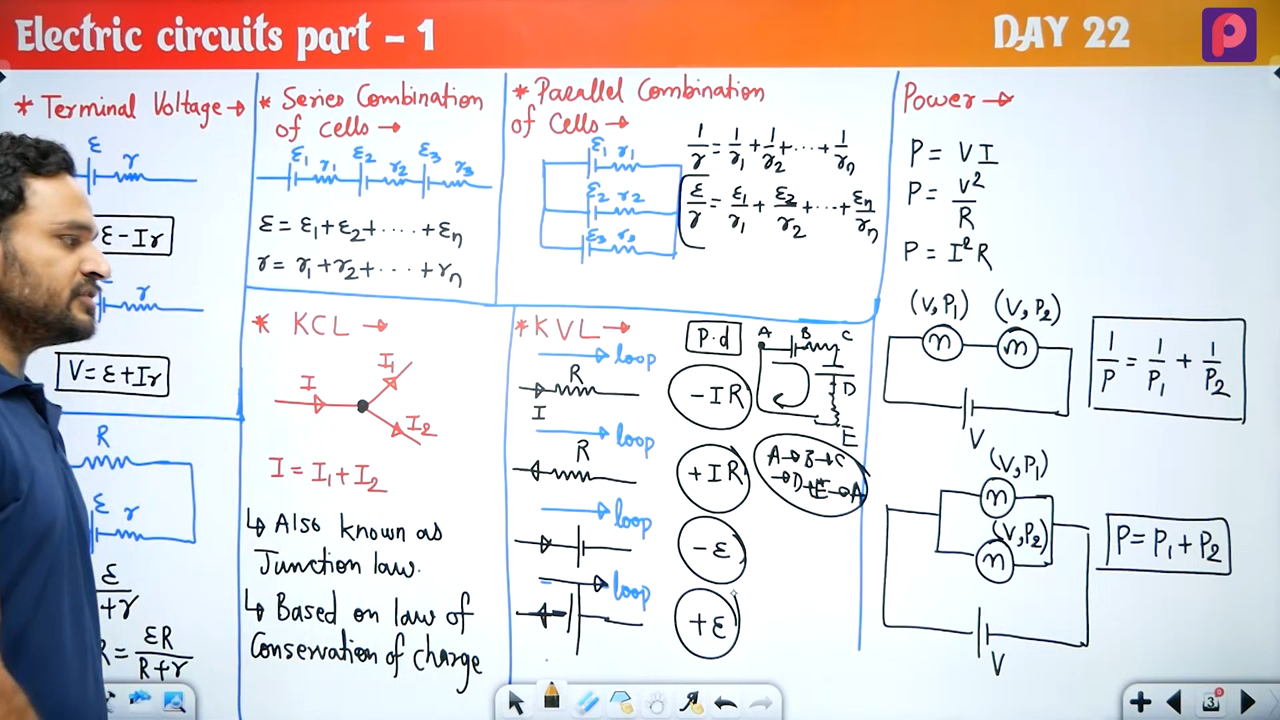 Electric circuits part - 1
DAY 22
P
* Terminal Voltage →
ε
r
ε-Ir
r
V = ε+Ir
R
ε r
ε
+r
R = εR
R+r
* Series Combination
of cells →
ε1 r1 ε2 r2 ε3 r3
ε = ε1+ε2+ ···· +εn
r = r1+r2+ ···· +rn
* Parallel Combination
of Cells →
ε1 r1
ε2 r2
ε3
1/r = 1/r1 + 1/r2 + ···· + 1/rn
ε/r = ε1/r1 + ε2/r2 + ···· + εn/rn
Power →
P = VI
P = V²/R
P = I²R
(V,P1) (V,P2)
m m
V
1/P = 1/P1 + 1/P2
(V,P1)
m
(V,P2)
m
V
P = P1 + P2
* KCL →
I I1
I2
I = I1+I2
↳ Also known as
Junction law.
↳ Based on law of
Conservation of charge
* KVL →
P.d
loop
R
I
-IR
loop
R
+IR
loop
-ε
loop
+ε
A B C
D
E
A→B→C
→D→E→A
3